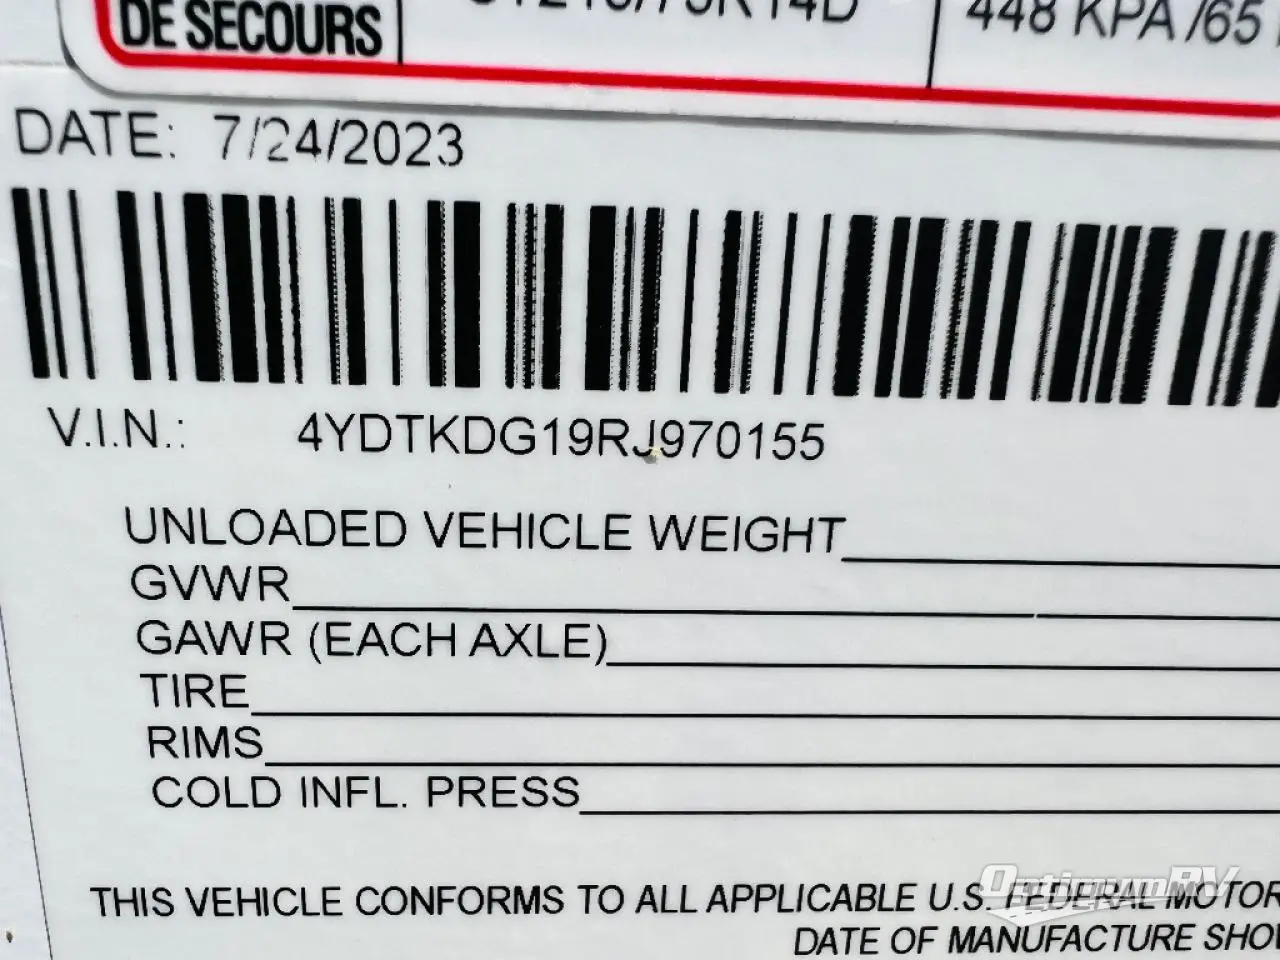 DE SECOURS
448 KPA /65
DATE: 7/24/2023
V.I.N.: 4YDTKDG19RJ970155
UNLOADED VEHICLE WEIGHT
GVWR
GAWR (EACH AXLE)
TIRE
RIMS
COLD INFL. PRESS
THIS VEHICLE CONFORMS TO ALL APPLICABLE U.S. FEDERAL MOTOR
OptimumRV
DATE OF MANUFACTURE SHO